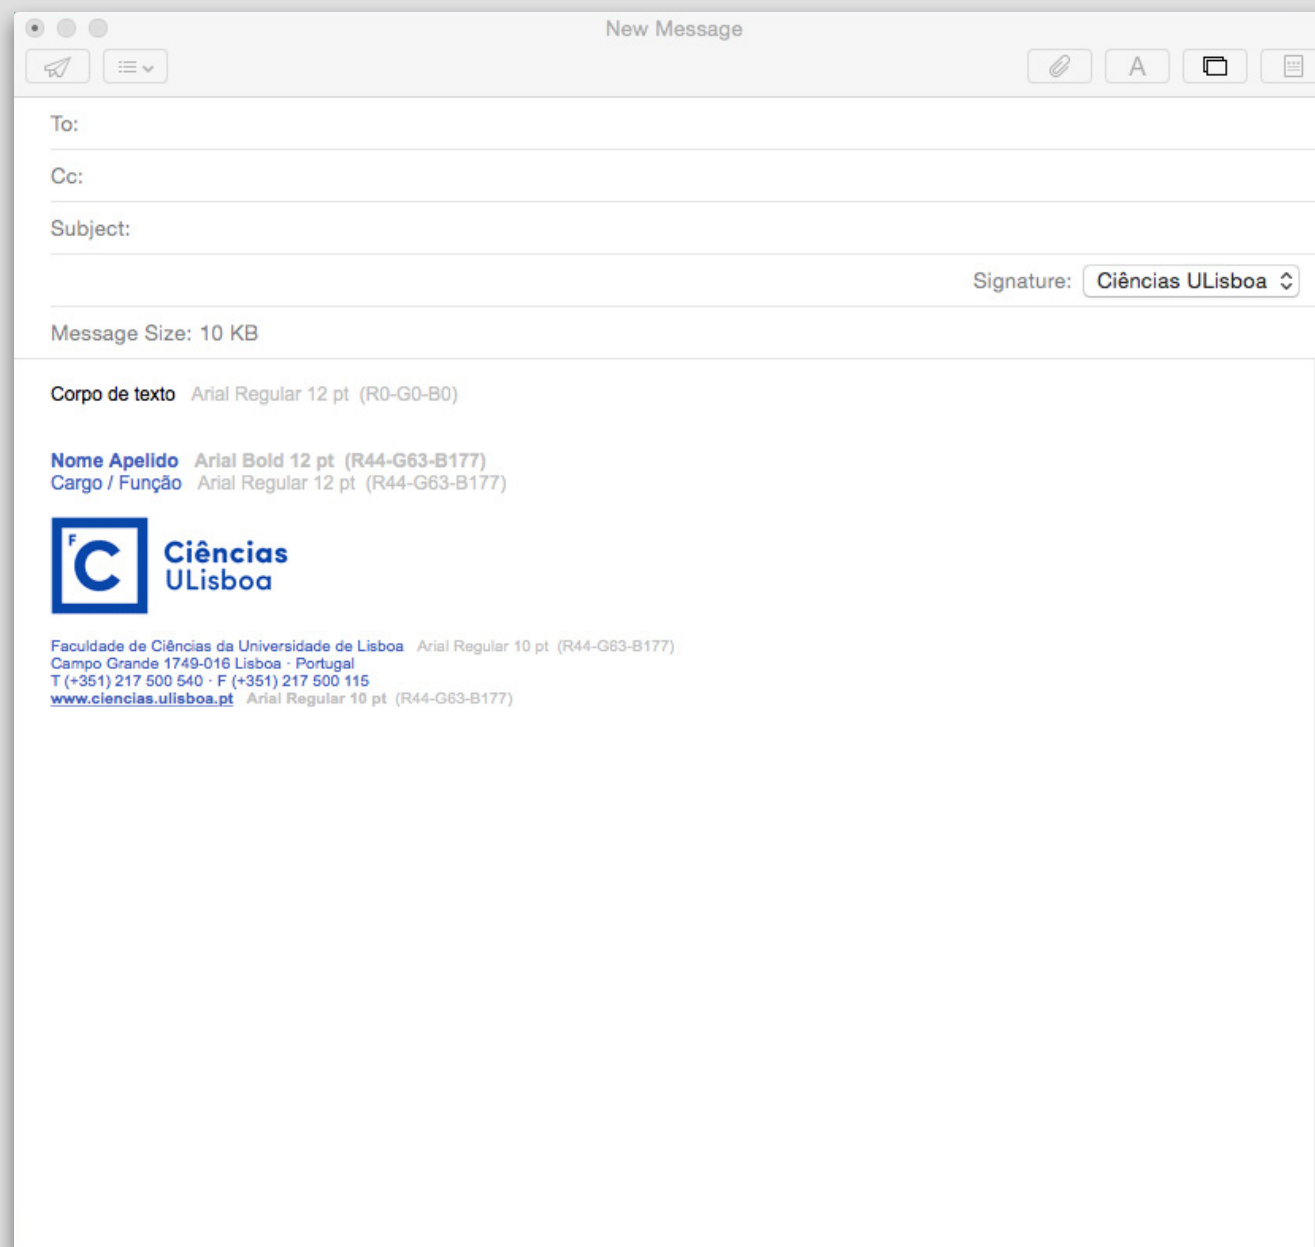 New Message
A
To:
Cc:
Subject:
Signature: Ciências ULisboa
Message Size: 10 KB
Corpo de texto Arial Regular 12 pt (R0-G0-B0)
Nome Apelido Arial Bold 12 pt (R44-G63-B177)
Cargo / Função Arial Regular 12 pt (R44-G63-B177)
F
C
Ciências
ULisboa
Faculdade de Ciências da Universidade de Lisboa Arial Regular 10 pt (R44-G63-B177)
Campo Grande 1749-016 Lisboa · Portugal
T (+351) 217 500 540 · F (+351) 217 500 115
www.ciencias.ulisboa.pt Arial Regular 10 pt (R44-G63-B177)